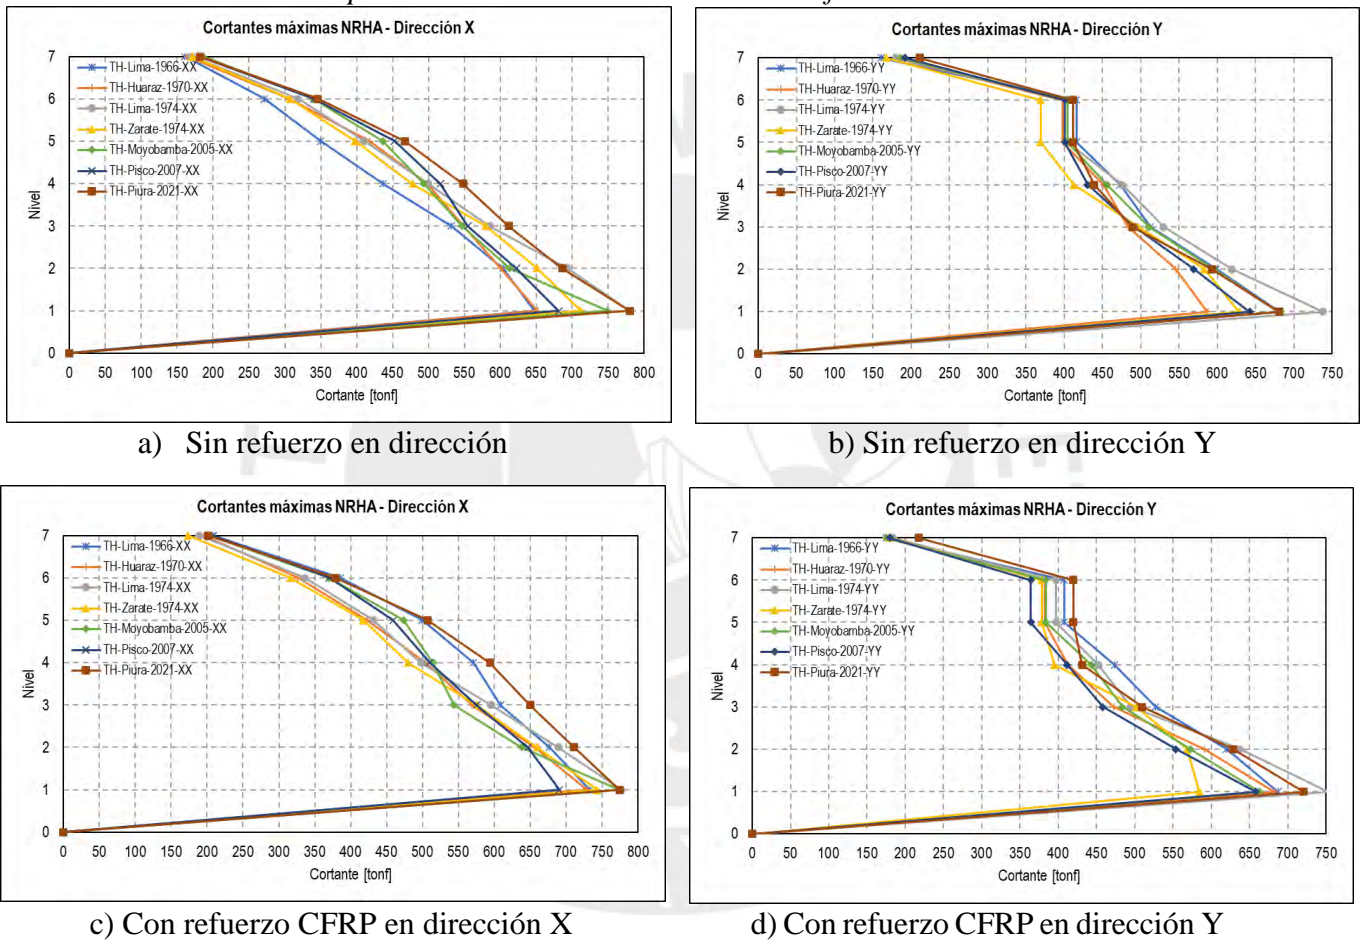 Cortantes máximas NRHA - Dirección X
7
6
5
4
3
2
1
0
Nivel
TH-Lima-1966-XX
TH-Huaraz-1970-XX
TH-Lima-1974-XX
TH-Zarate-1974-XX
TH-Moyobamba-2005-XX
TH-Pisco-2007-XX
TH-Piura-2021-XX
0 50 100 150 200 250 300 350 400 450 500 550 600 650 700 750 800
Cortante [tonf]
a) Sin refuerzo en dirección
Cortantes máximas NRHA - Dirección Y
7
6
5
4
3
2
1
0
Nivel
TH-Lima-1966-YY
TH-Huaraz-1970-YY
TH-Lima-1974-YY
TH-Zarate-1974-YY
TH-Moyobamba-2005-YY
TH-Pisco-2007-YY
TH-Piura-2021-YY
0 50 100 150 200 250 300 350 400 450 500 550 600 650 700 750
Cortante [tonf]
b) Sin refuerzo en dirección Y
Cortantes máximas NRHA - Dirección X
7
6
5
4
3
2
1
0
Nivel
TH-Lima-1966-XX
TH-Huaraz-1970-XX
TH-Lima-1974-XX
TH-Zarate-1974-XX
TH-Moyobamba-2005-XX
TH-Pisco-2007-XX
TH-Piura-2021-XX
0 50 100 150 200 250 300 350 400 450 500 550 600 650 700 750 800
Cortante [tonf]
c) Con refuerzo CFRP en dirección X
Cortantes máximas NRHA - Dirección Y
7
6
5
4
3
2
1
0
Nivel
TH-Lima-1966-YY
TH-Huaraz-1970-YY
TH-Lima-1974-YY
TH-Zarate-1974-YY
TH-Moyobamba-2005-YY
TH-Pisco-2007-YY
TH-Piura-2021-YY
0 50 100 150 200 250 300 350 400 450 500 550 600 650 700 750
Cortante [tonf]
d) Con refuerzo CFRP en dirección Y